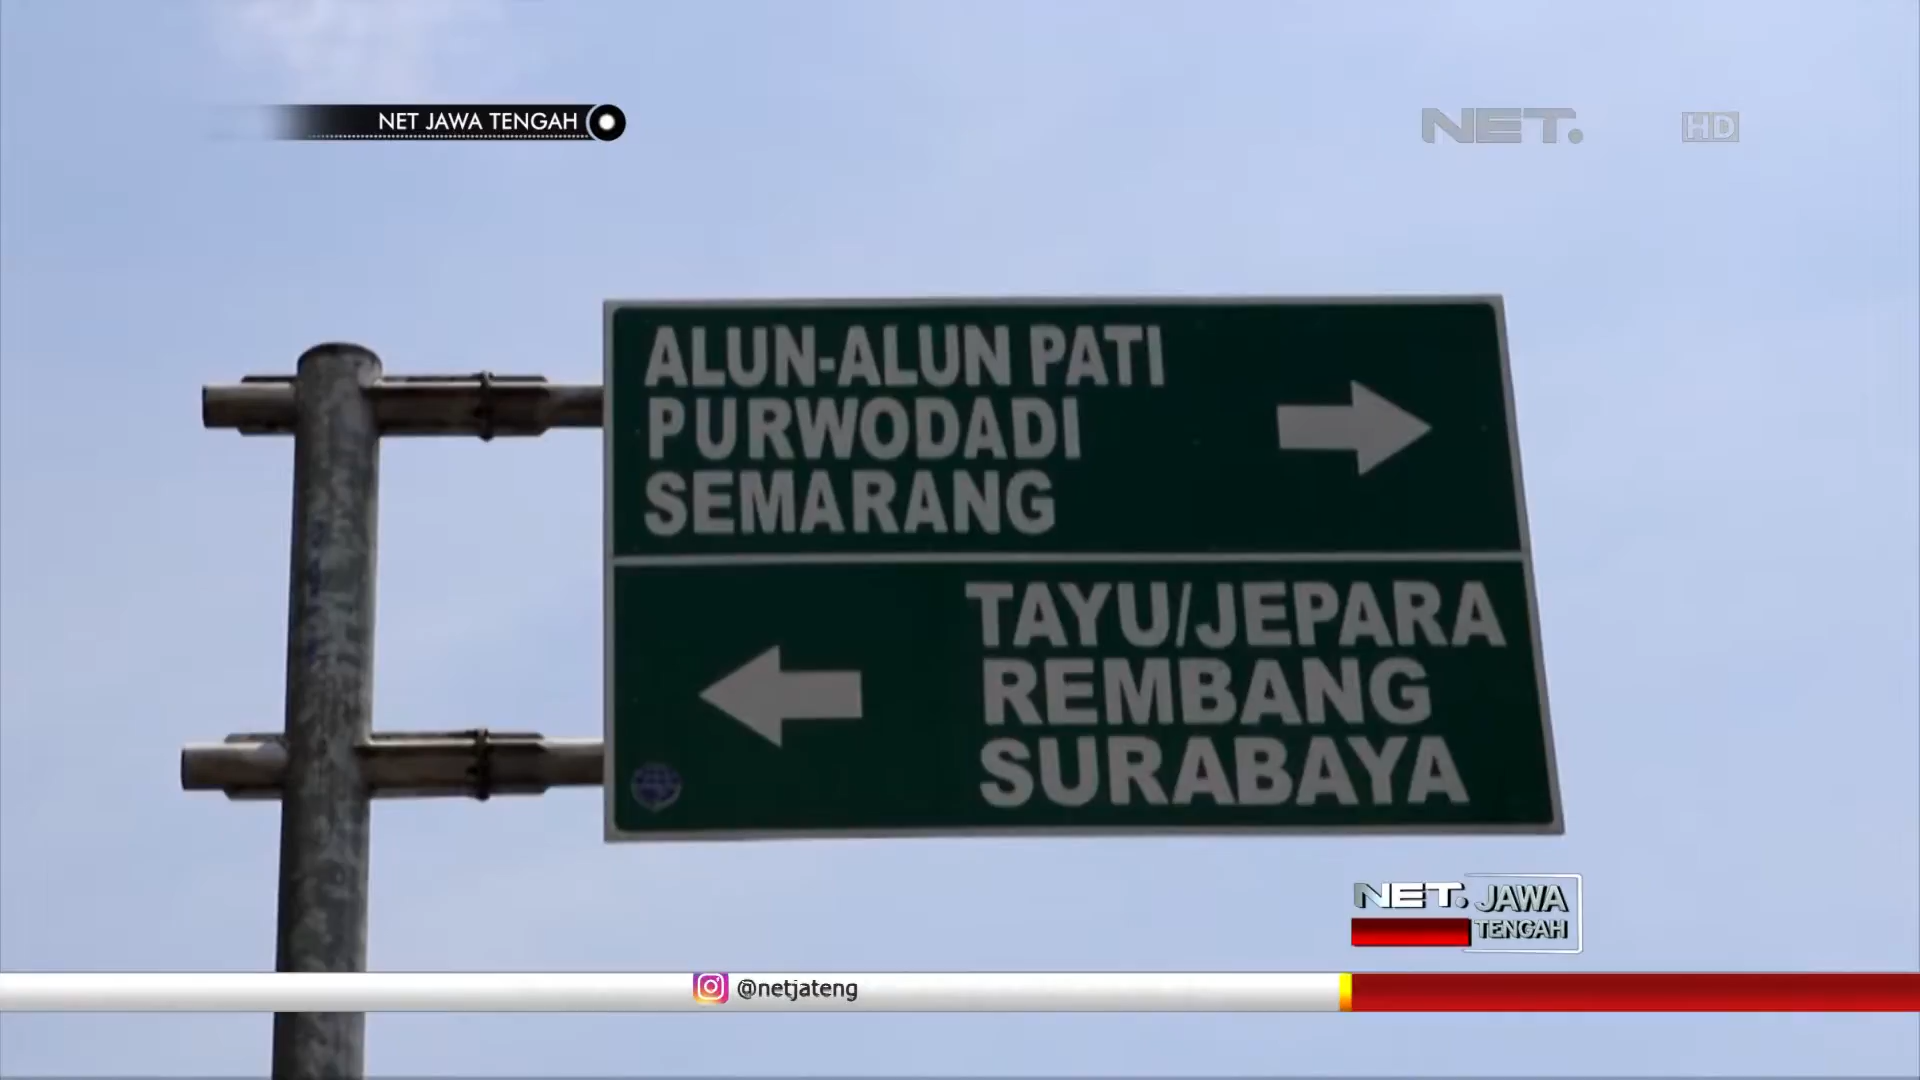 NET JAWA TENGAH
NET.
HD
ALUN-ALUN PATI
PURWODADI
SEMARANG
TAYU/JEPARA
REMBANG
SURABAYA
NET. JAWA
TENGAH
@netjateng